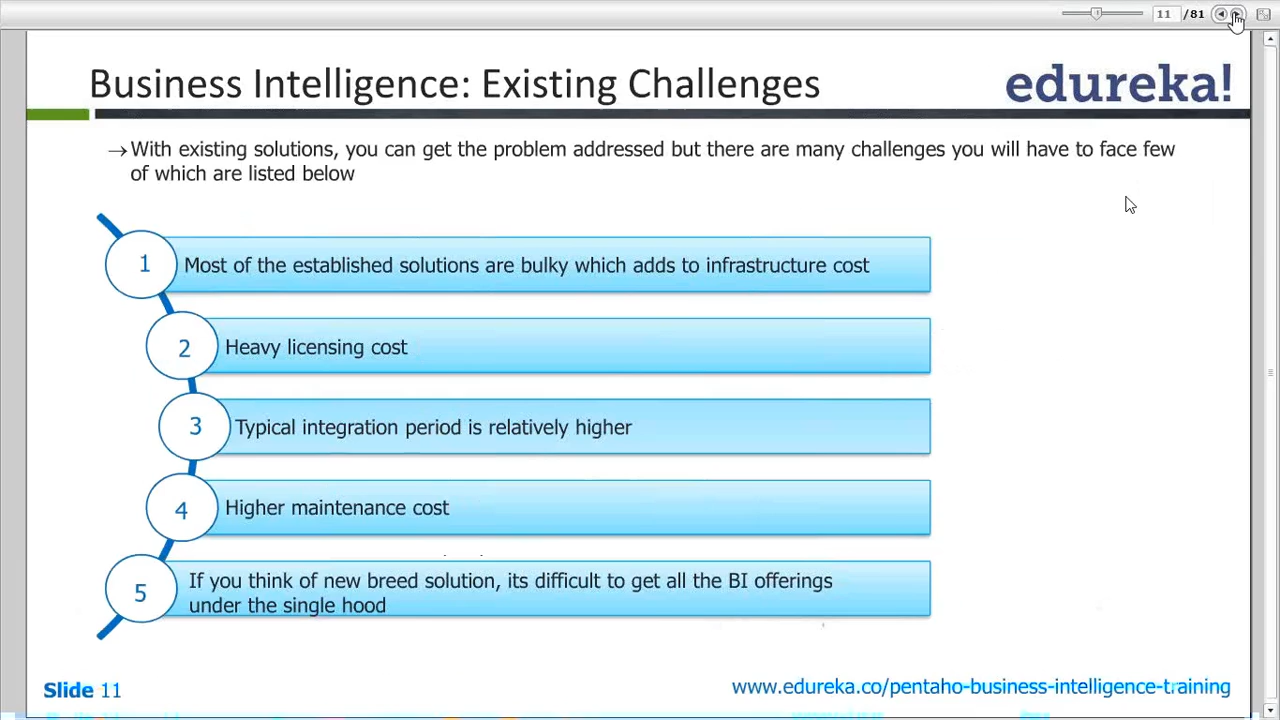 11 /81
Business Intelligence: Existing Challenges
edureka!
→With existing solutions, you can get the problem addressed but there are many challenges you will have to face few
of which are listed below
1
Most of the established solutions are bulky which adds to infrastructure cost
2
Heavy licensing cost
3
Typical integration period is relatively higher
4
Higher maintenance cost
5
If you think of new breed solution, its difficult to get all the BI offerings
under the single hood
Slide 11
www.edureka.co/pentaho-business-intelligence-training